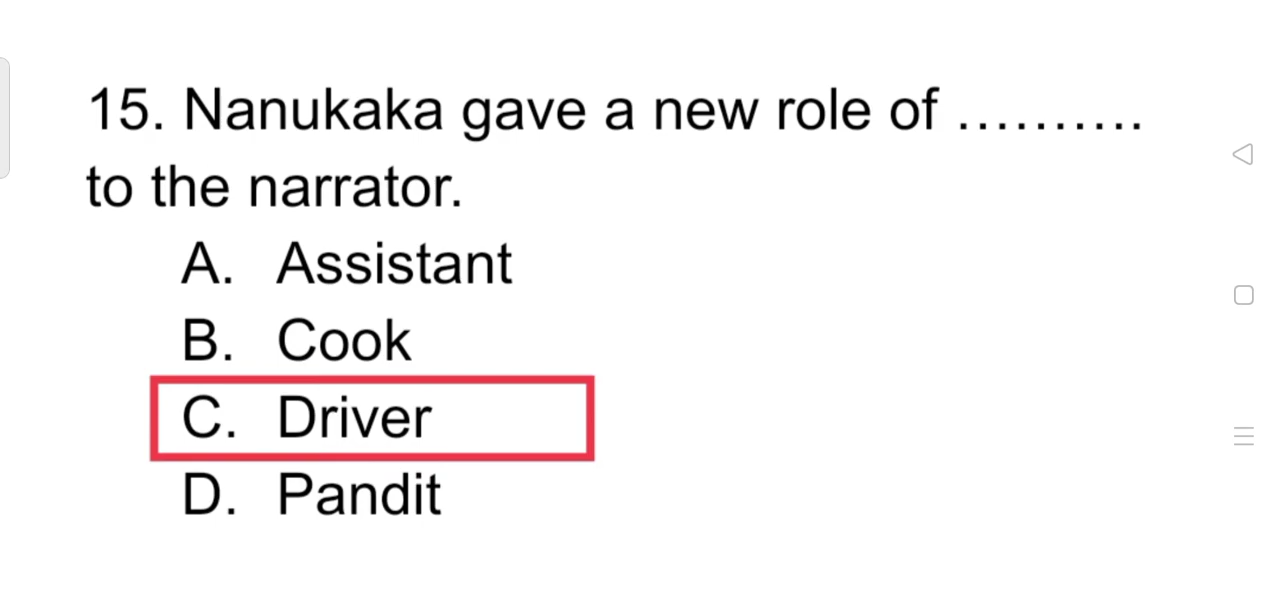 15. Nanukaka gave a new role of ..........
to the narrator.
A. Assistant
B. Cook
C. Driver
D. Pandit